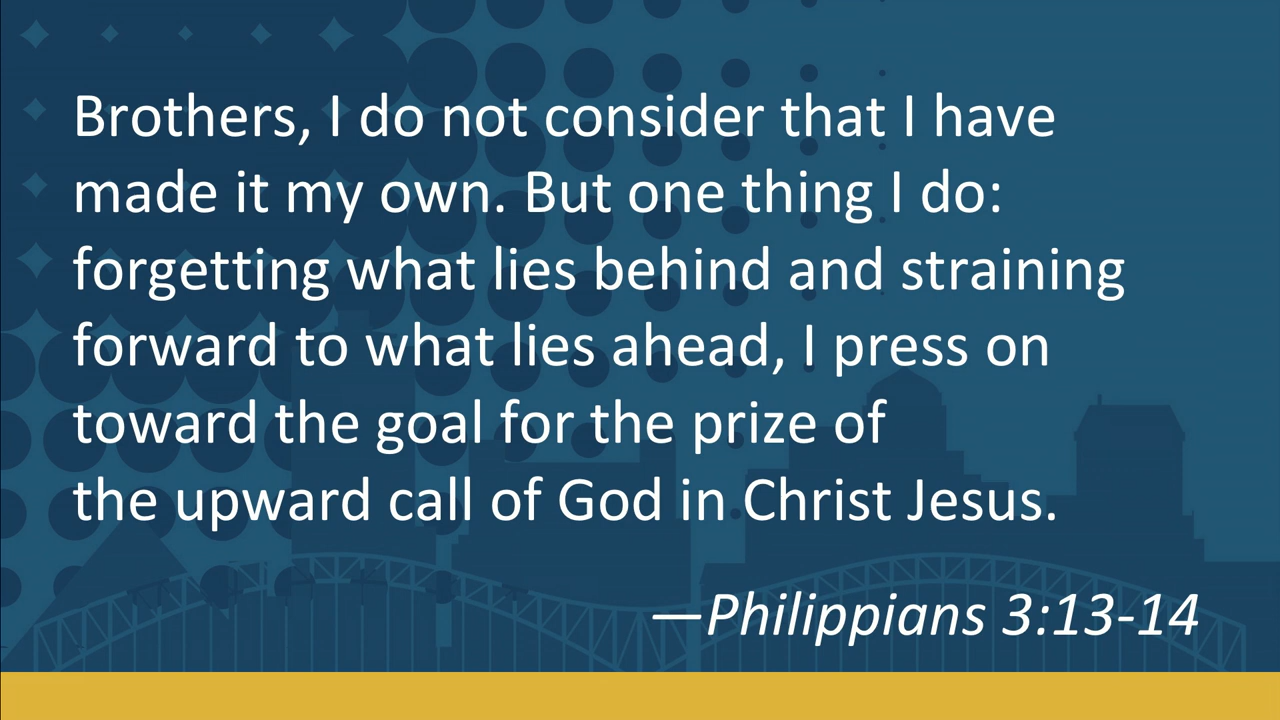 Brothers, I do not consider that I have
made it my own. But one thing I do:
forgetting what lies behind and straining
forward to what lies ahead, I press on
toward the goal for the prize of
the upward call of God in Christ Jesus.
—Philippians 3:13-14